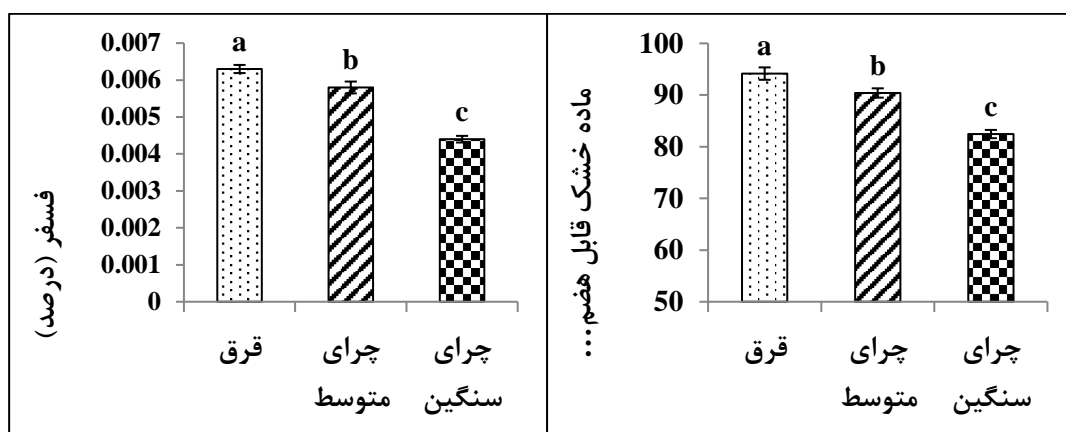 0.007
0.006
0.005
0.004
0.003
0.002
0.001
0
فسفر (درصد)
a
b
c
قرق
چرای متوسط
چرای سنگین
100
90
80
70
60
50
ماده خشک قابل هضم...
a
b
c
قرق
چرای متوسط
چرای سنگین